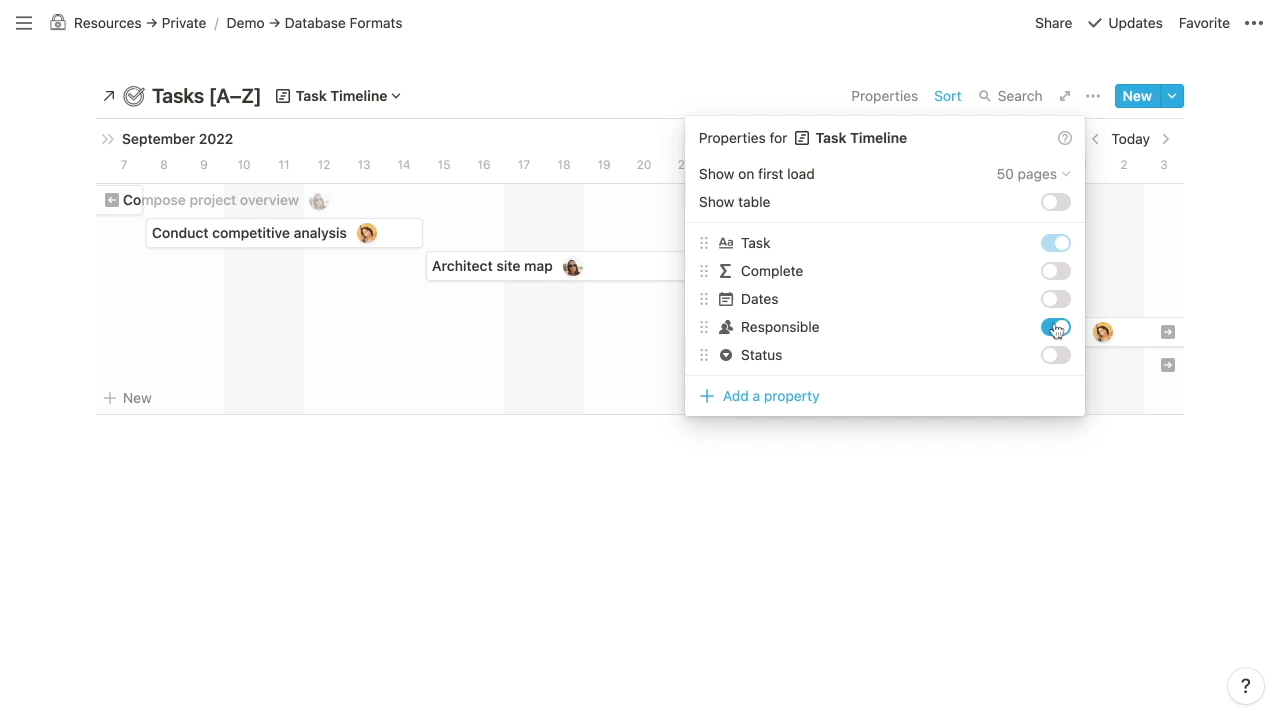 Resources → Private / Demo → Database Formats
Share ✓ Updates Favorite •••
↗ Tasks [A–Z] Task Timeline
Properties Sort Search ••• New
September 2022
Today
7 8 9 10 11 12 13 14 15 16 17 18 19 20 2 2 3
Compose project overview
Conduct competitive analysis
Architect site map
+ New
Properties for Task Timeline ?
Show on first load 50 pages
Show table
Aa Task
Σ Complete
Dates
Responsible
Status
+ Add a property
?